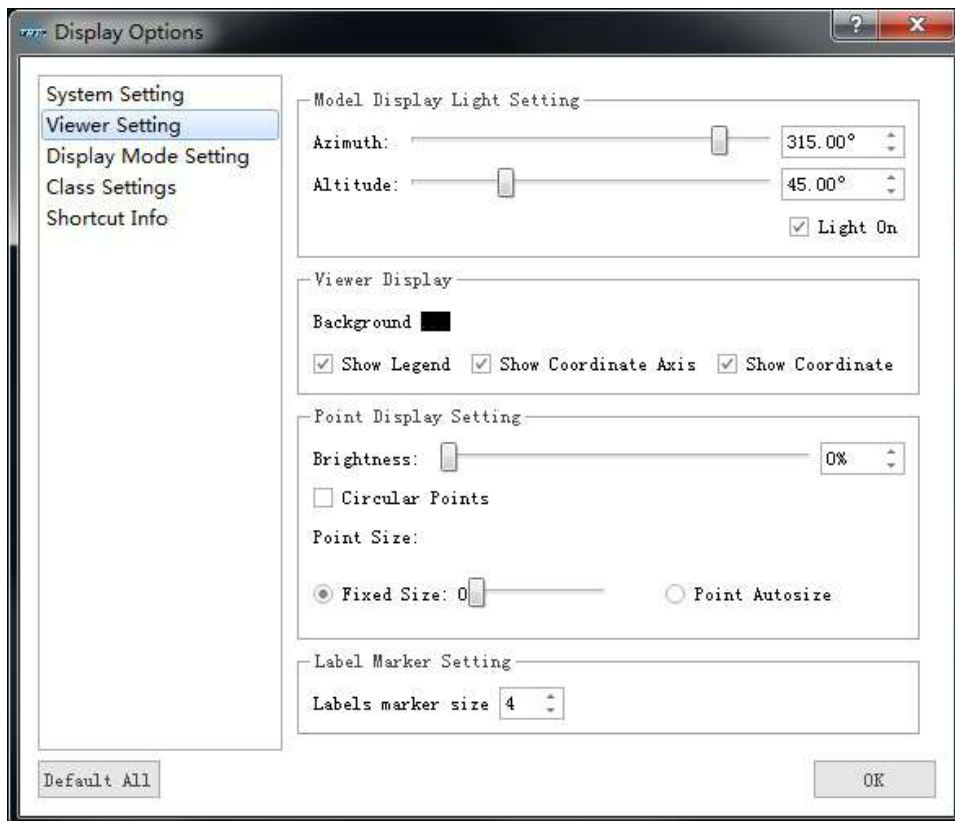 Display Options
?
System Setting
Viewer Setting
Display Mode Setting
Class Settings
Shortcut Info
Model Display Light Setting
Azimuth: 315.00°
Altitude: 45.00°
Light On
Viewer Display
Background
Show Legend Show Coordinate Axis Show Coordinate
Point Display Setting
Brightness: 0%
Circular Points
Point Size:
Fixed Size: 0 Point Autosize
Label Marker Setting
Labels marker size 4
Default All OK